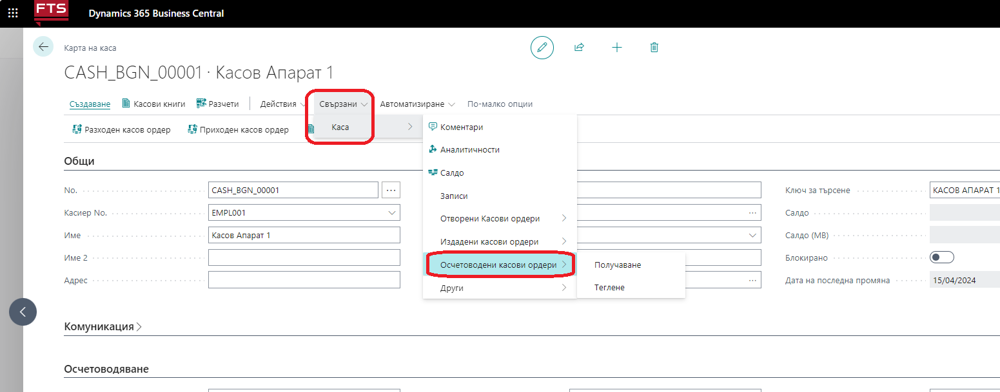 FTS Dynamics 365 Business Central
Карта на каса
CASH_BGN_00001 · Касов Апарат 1
Създаване Касови книги Разчети Действия Свързани Автоматизиране По-малко опции
Разходен касов ордер Приходен касов ордер Каса
Коментари
Аналитичности
Салдо
Записи
Отворени Касови ордери
Издадени касови ордери
Осчетоводени касови ордери
Други
Получаване
Теглене
Общи
No. CASH_BGN_00001 ...
Касиер No. EMPL001
Име Касов Апарат 1
Име 2
Адрес
Ключ за търсене КАСОВ АПАРАТ 1
Салдо
Салдо (МВ)
Блокирано
Дата на последна промяна 15/04/2024
Комуникация
Осчетоводяване